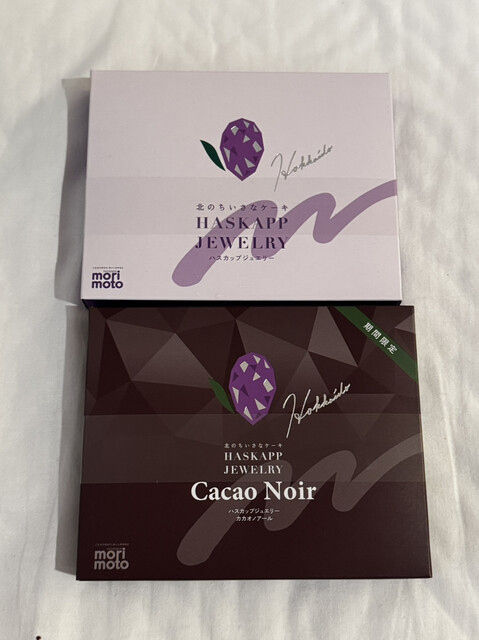 Hokkaido
北のちいさなケーキ
HASKAPP
JEWELRY
ハスカップジュエリー
mori
moto
期間限定
Hokkaido
北のちいさなケーキ
HASKAPP
JEWELRY
Cacao Noir
ハスカップジュエリー
カカオノアール
mori
moto